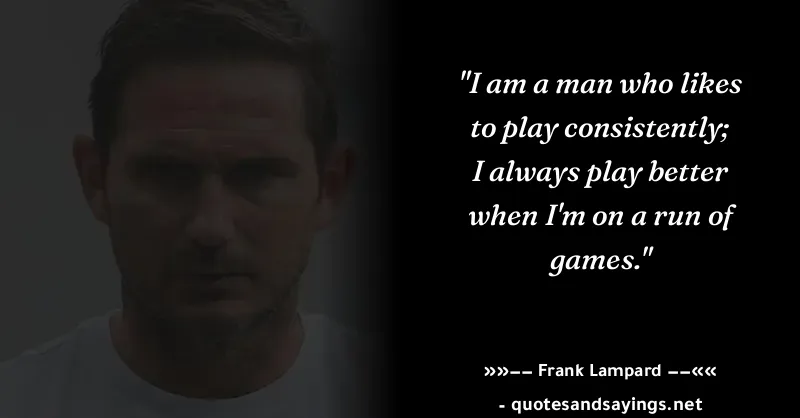 "I am a man who likes
to play consistently;
I always play better
when I'm on a run of
games."
»»−− Frank Lampard −−««
- quotesandsayings.net